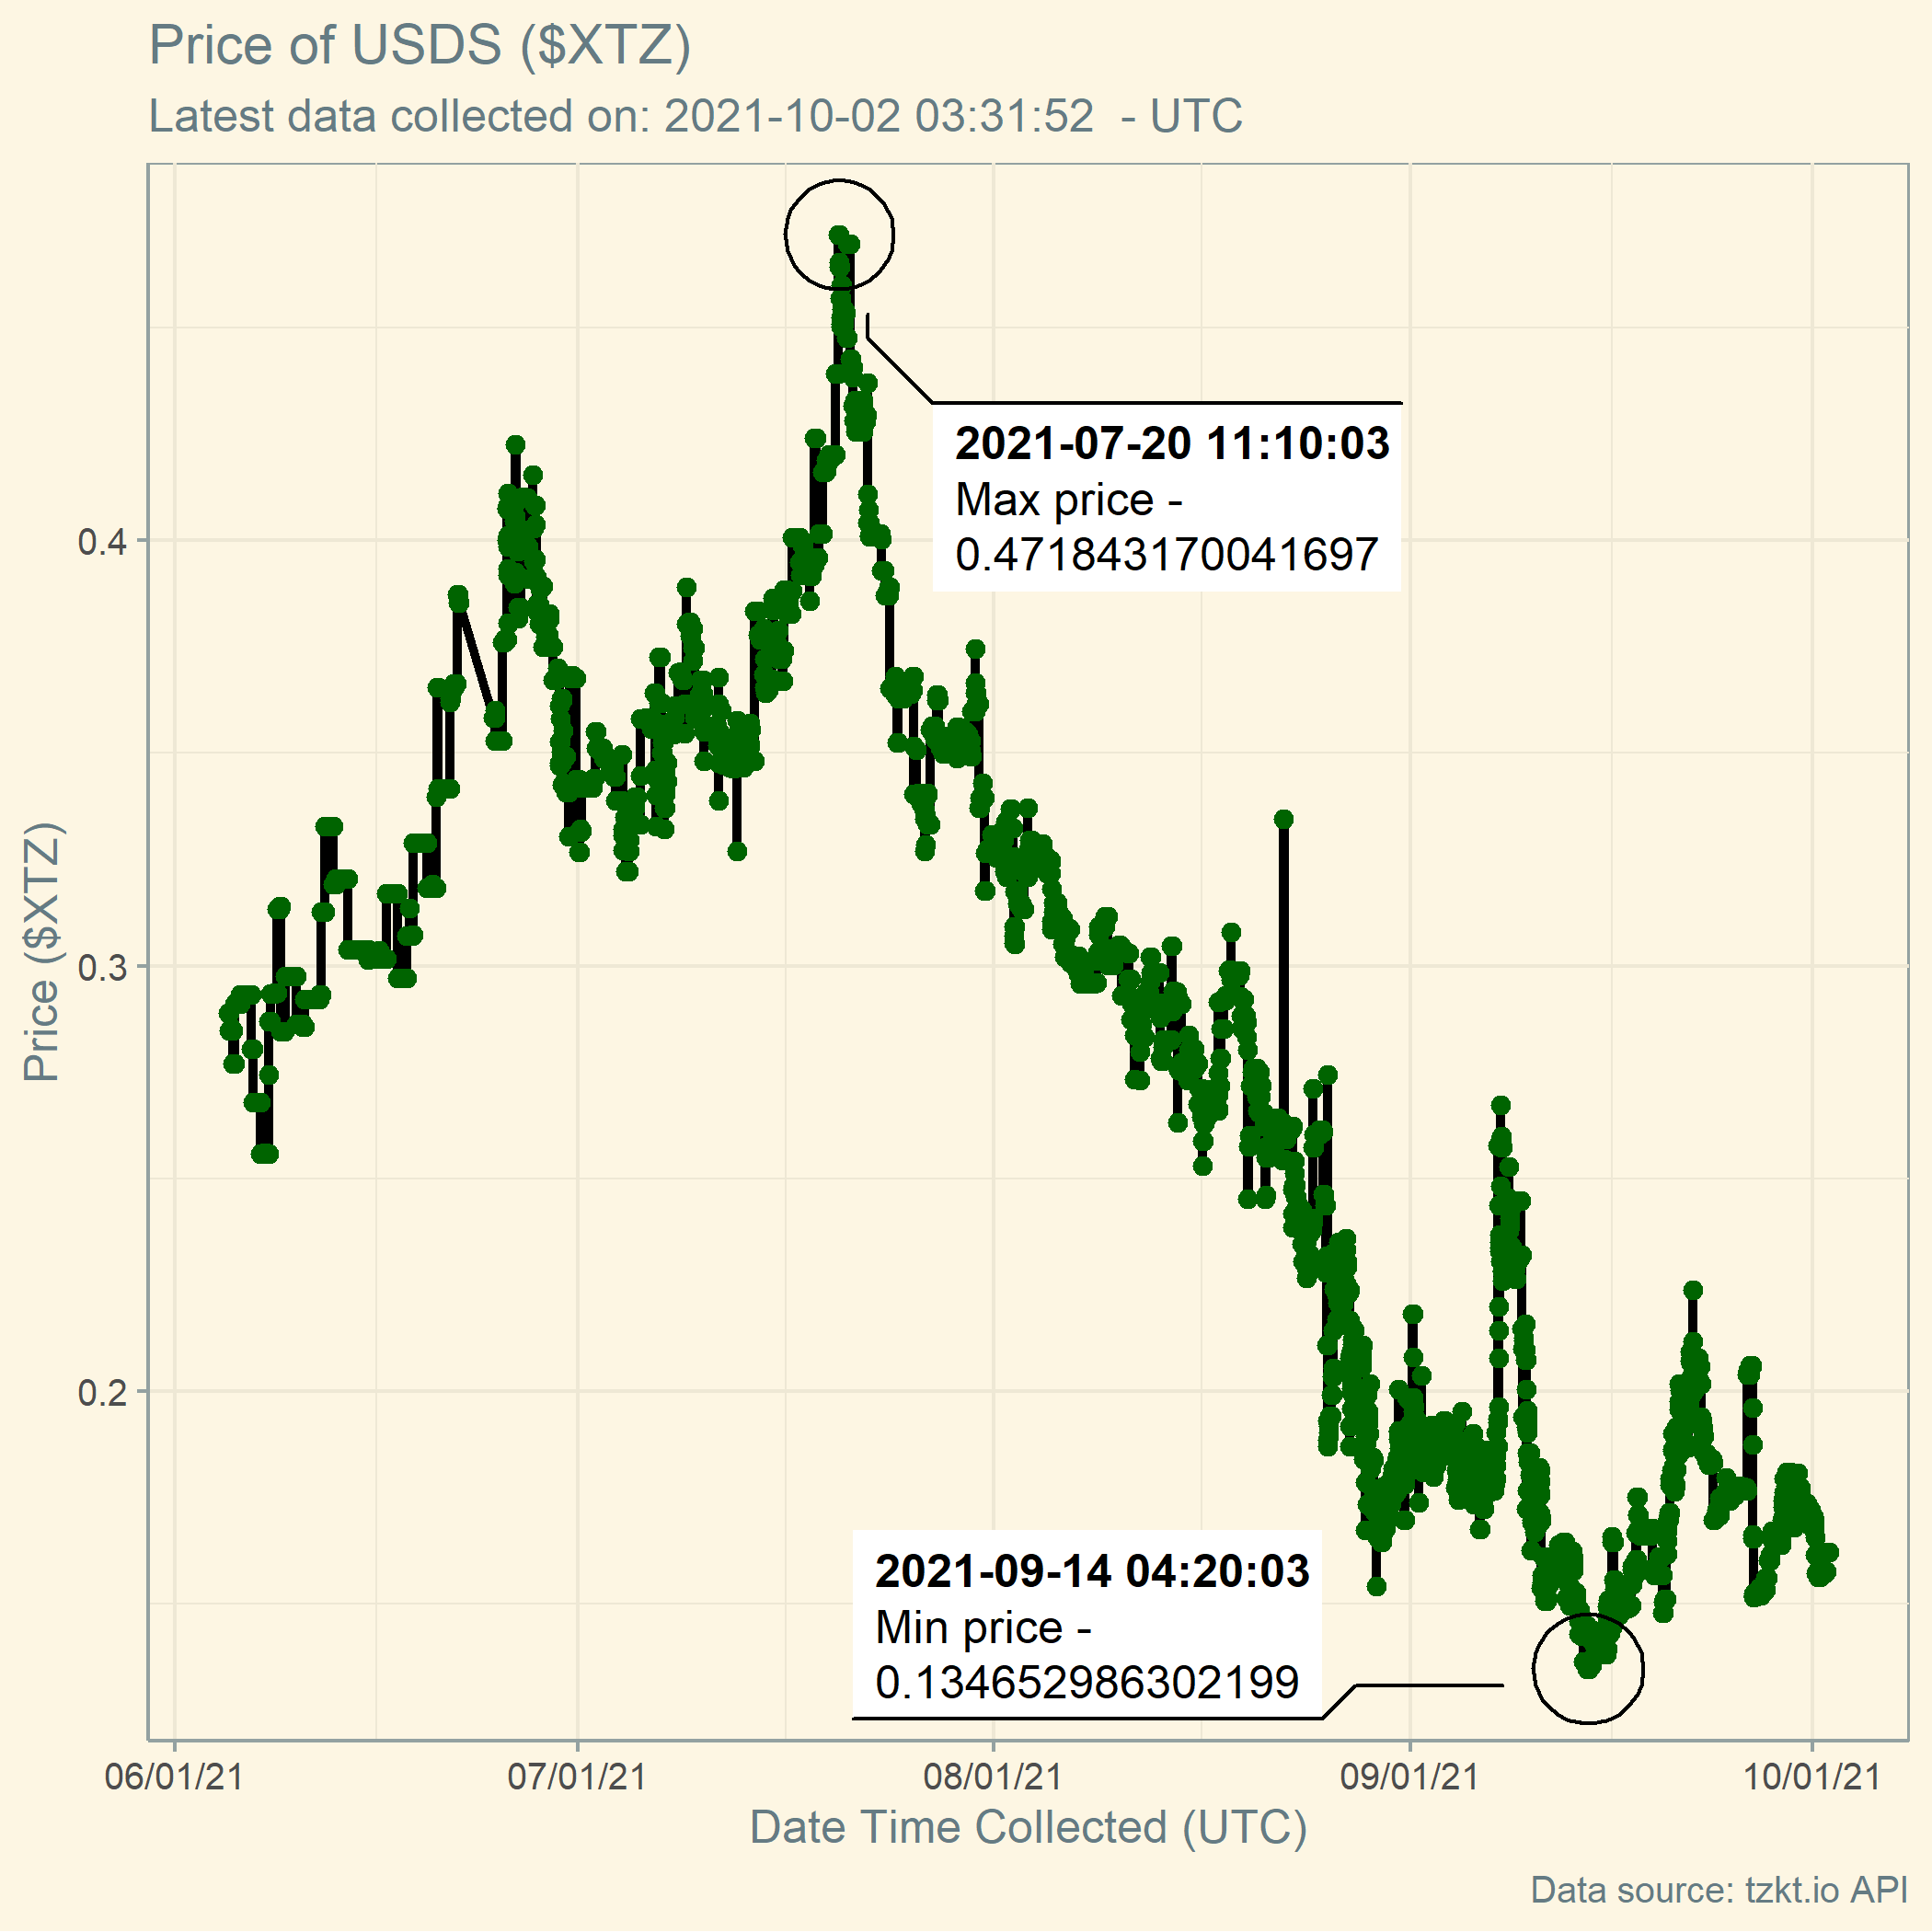 Price of USDS ($XTZ)
Latest data collected on: 2021-10-02 03:31:52  - UTC
2021-07-20 11:10:03
Max price -
0.471843170041697
0.4
0.3
0.2
Price ($XTZ)
2021-09-14 04:20:03
Min price -
0.134652986302199
06/01/21
07/01/21
08/01/21
09/01/21
10/01/21
Date Time Collected (UTC)
Data source: tzkt.io API